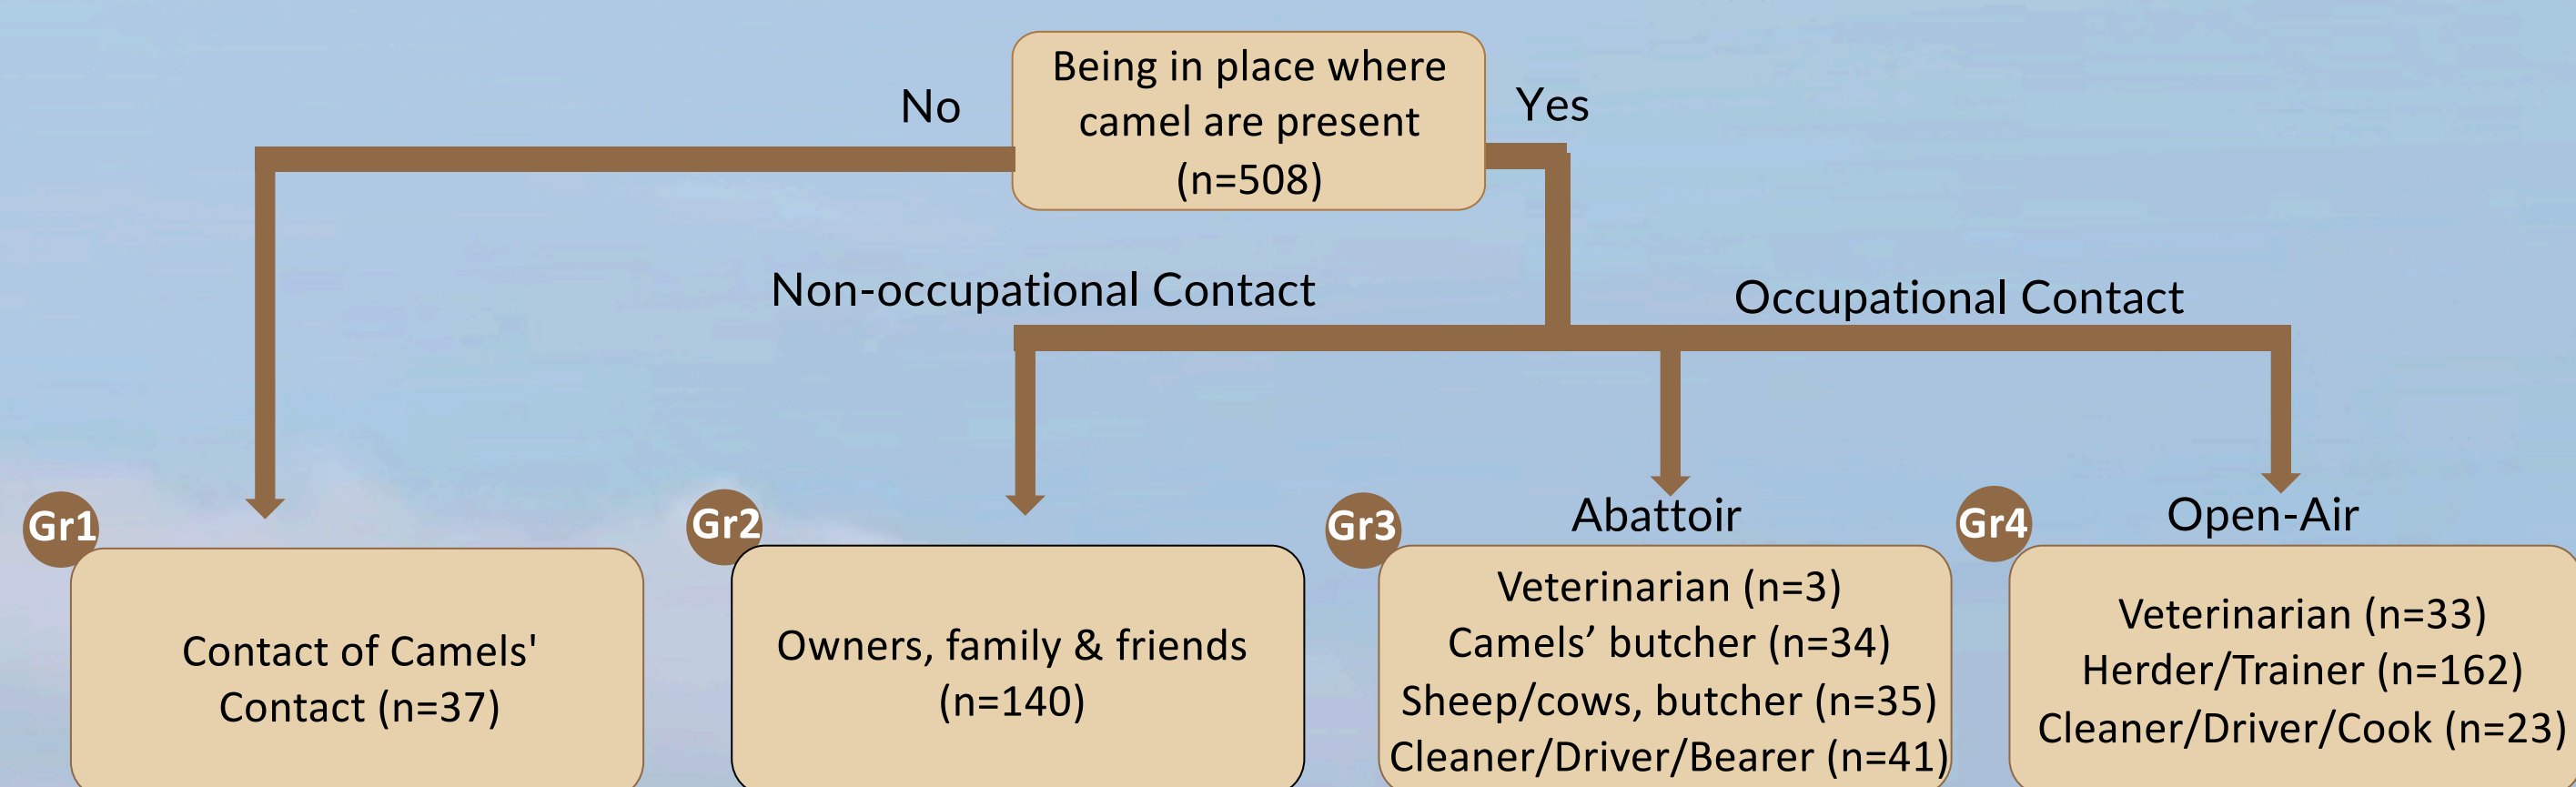 Being in place where
camel are present
(n=508)
No
Yes
Non-occupational Contact
Occupational Contact
Gr1
Contact of Camels'
Contact (n=37)
Gr2
Owners, family & friends
(n=140)
Gr3
Abattoir
Veterinarian (n=3)
Camels’ butcher (n=34)
Sheep/cows, butcher (n=35)
Cleaner/Driver/Bearer (n=41)
Gr4
Open-Air
Veterinarian (n=33)
Herder/Trainer (n=162)
Cleaner/Driver/Cook (n=23)